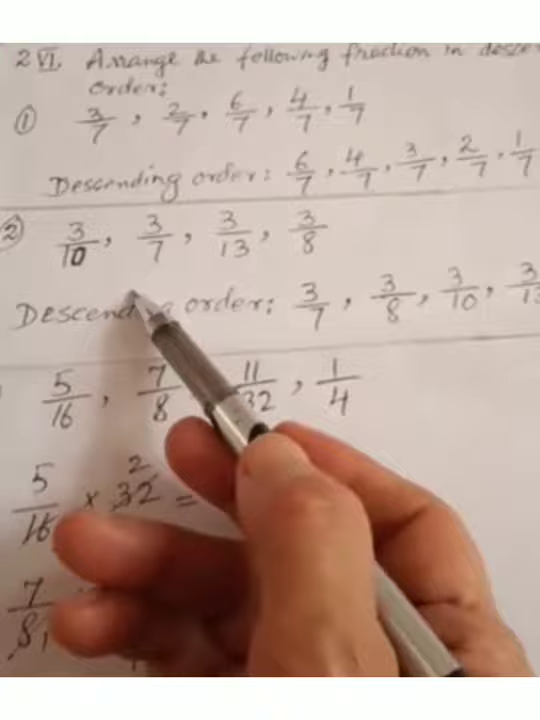 2 VI. Arrange the following fraction in
order:
① 3/7, 2/7, 6/7, 4/7, 1/7
Descending order: 6/7, 4/7, 3/7, 2/7, 1/7
② 3/10, 3/7, 3/13, 3/8
Descending order: 3/7, 3/8, 3/10, 3/13
5/16, 7/8, 11/32, 1/4
2
5/16 × 32 =
7/8